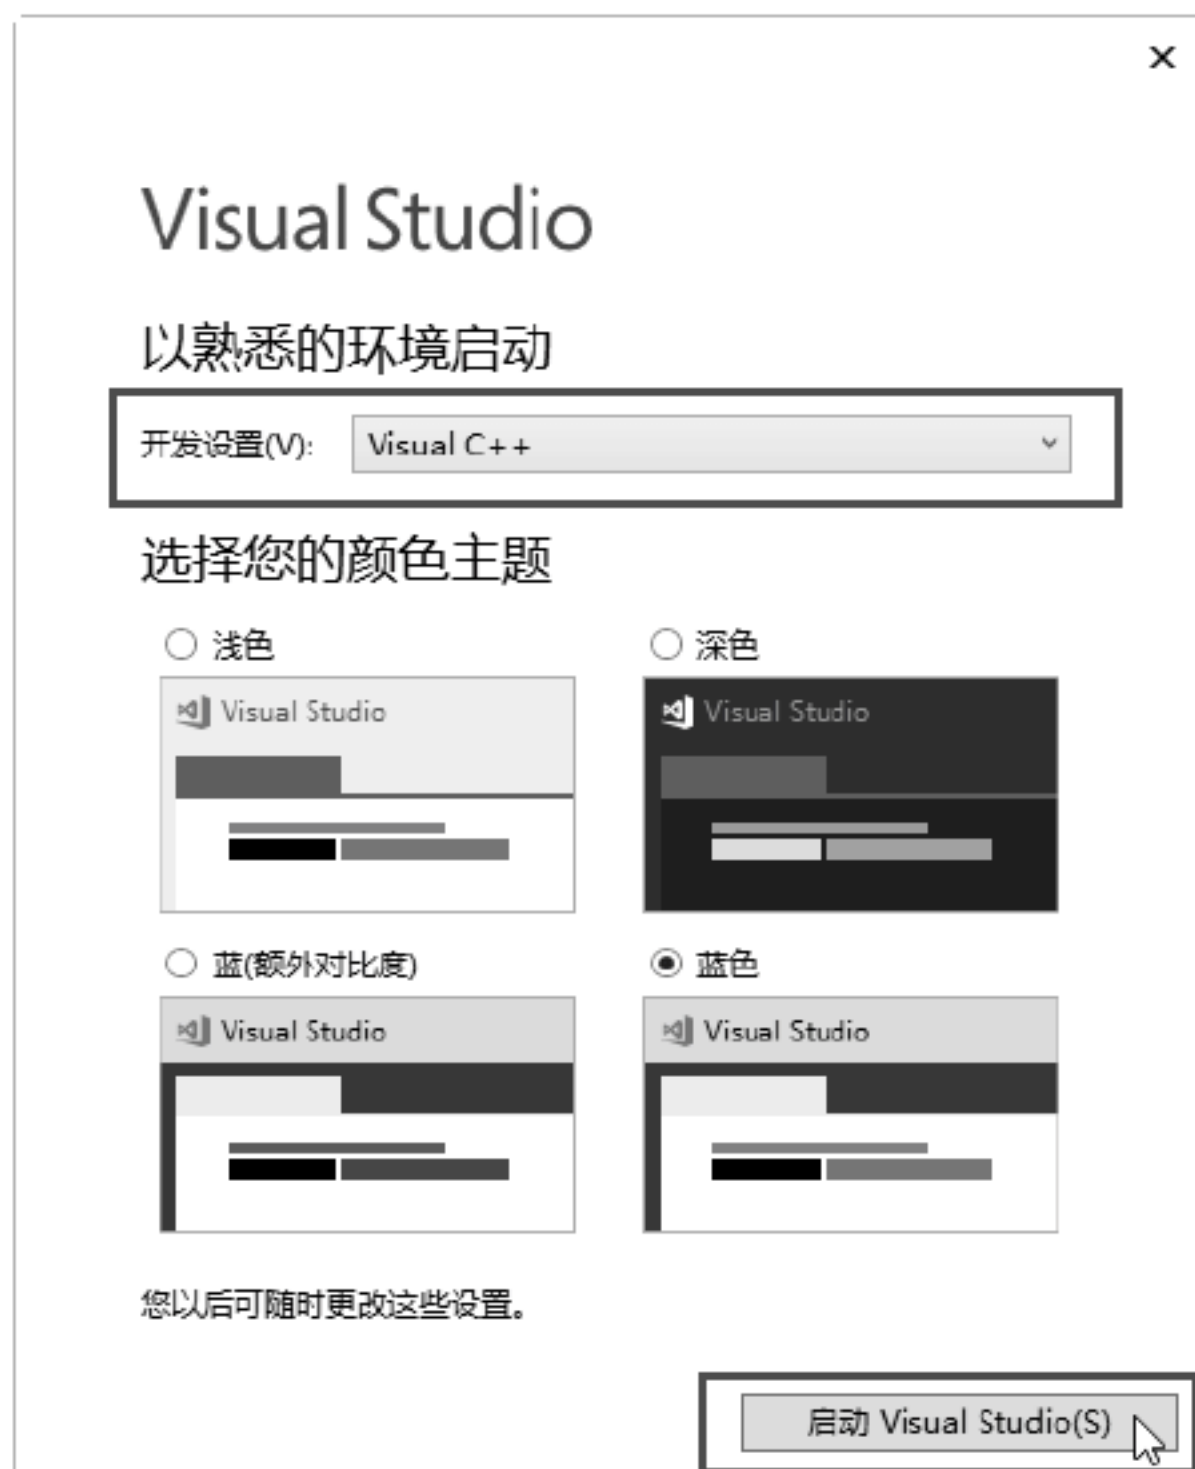 Visual Studio
以熟悉的环境启动
开发设置(V): Visual C++
选择您的颜色主题
浅色 深色
Visual Studio Visual Studio
蓝(额外对比度) 蓝色
Visual Studio Visual Studio
您以后可随时更改这些设置。
启动 Visual Studio(S)